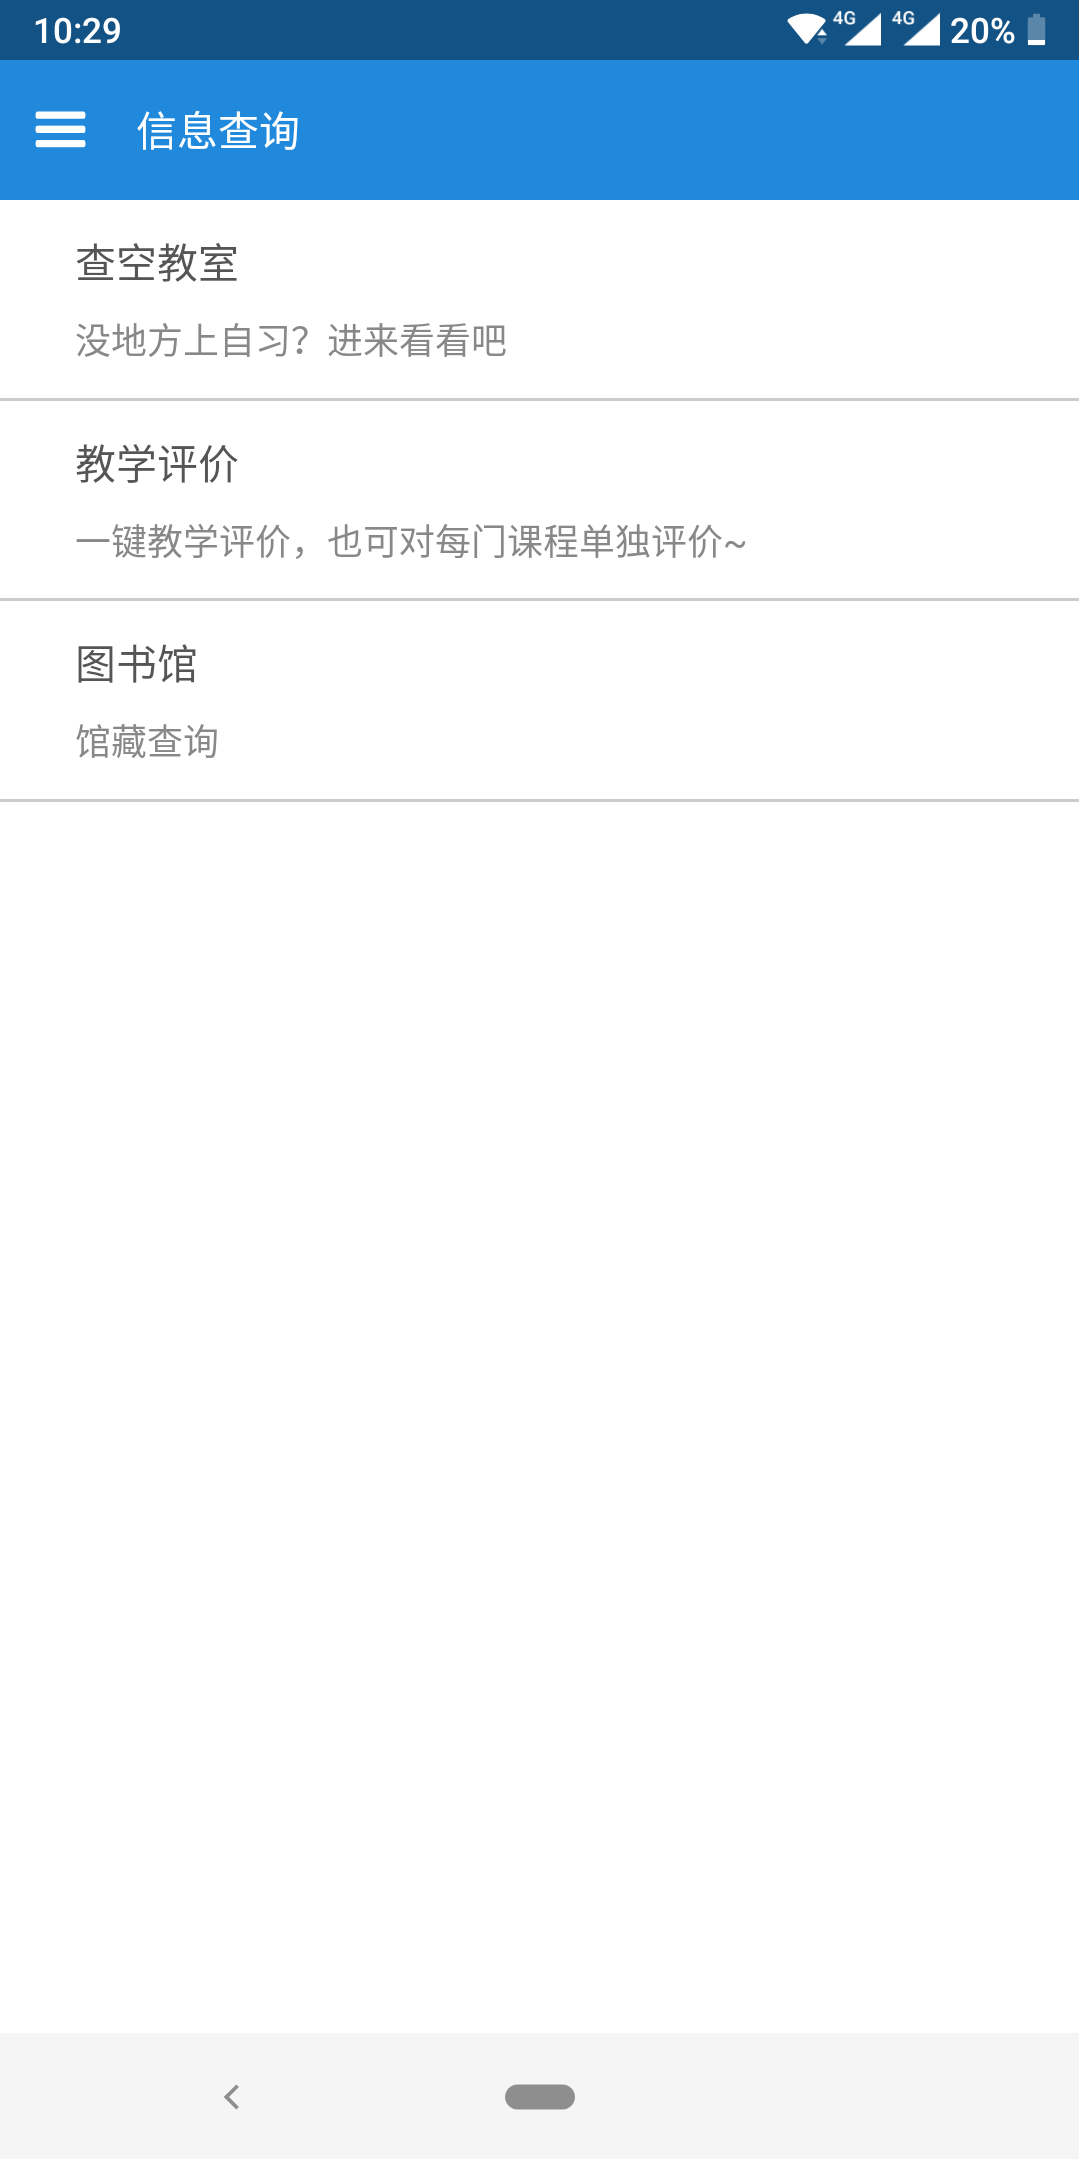 10:29
4G 4G 20%
信息查询
查空教室
没地方上自习？进来看看吧
教学评价
一键教学评价，也可对每门课程单独评价~
图书馆
馆藏查询